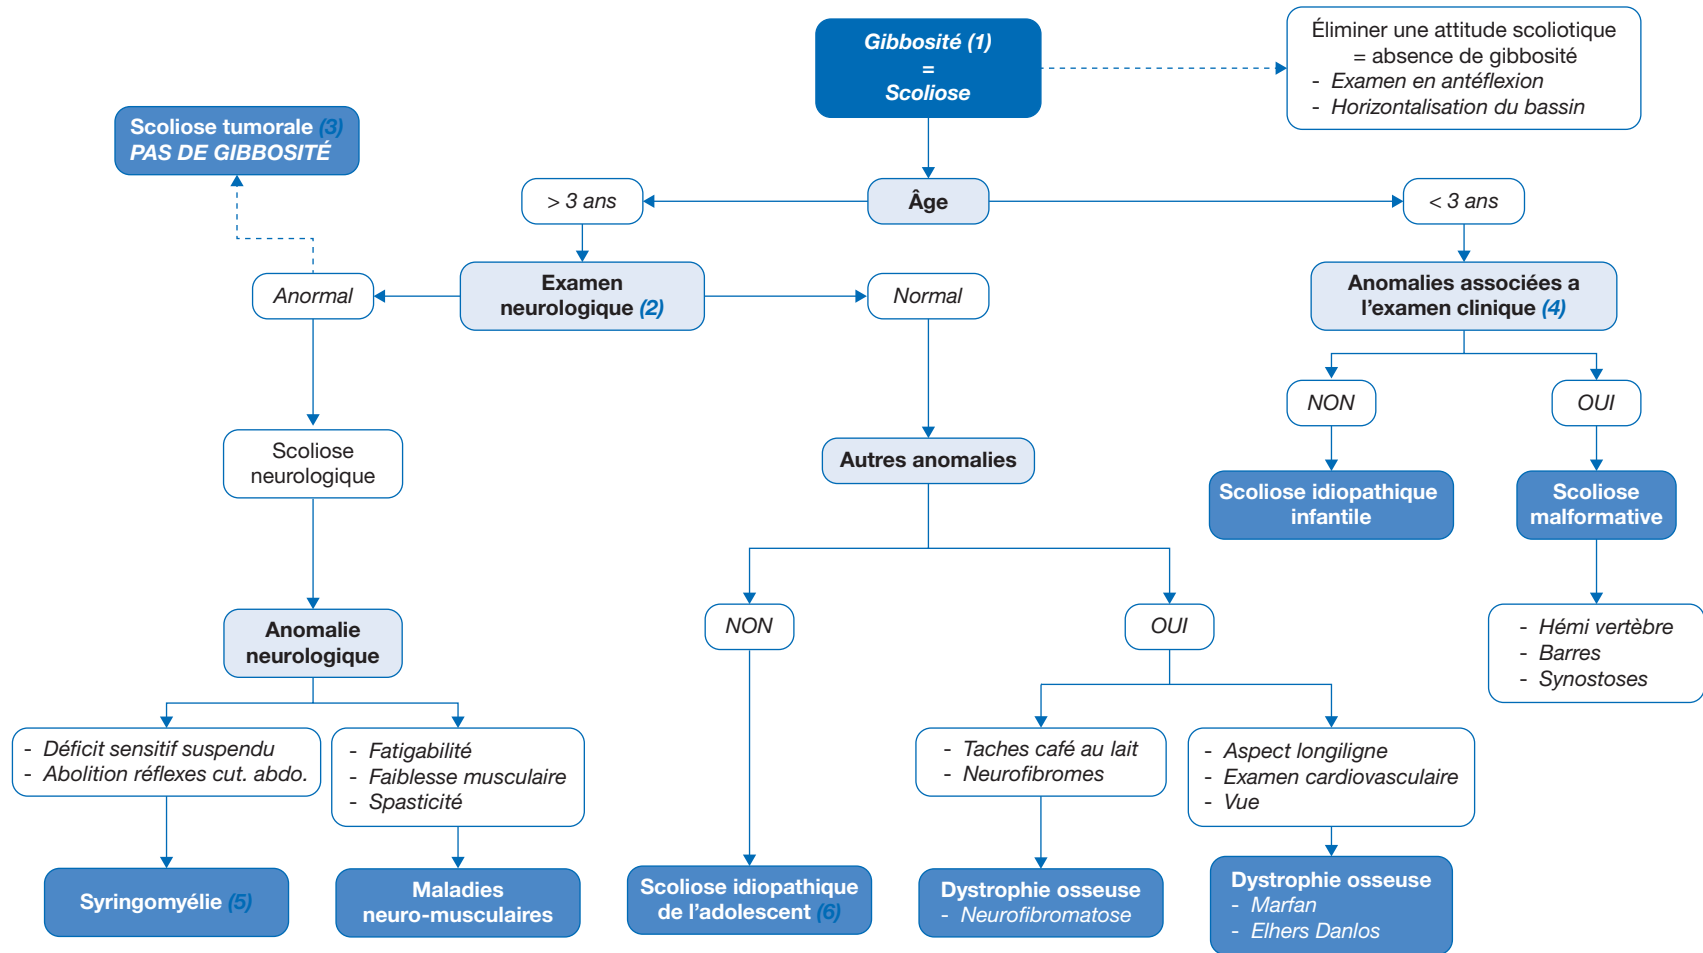 Gibbosité (1)
=
Scoliose
Éliminer une attitude scoliotique
= absence de gibbosité
- Examen en antéflexion
- Horizontalisation du bassin
Scoliose tumorale (3)
PAS DE GIBBOSITÉ
> 3 ans
Âge
< 3 ans
Anormal
Examen
neurologique (2)
Normal
Anomalies associées a
l'examen clinique (4)
NON
OUI
Scoliose
neurologique
Autres anomalies
Scoliose idiopathique
infantile
Scoliose
malformative
Anomalie
neurologique
NON
OUI
- Hémi vertèbre
- Barres
- Synostoses
- Déficit sensitif suspendu
- Abolition réflexes cut. abdo.
- Fatigabilité
- Faiblesse musculaire
- Spasticité
- Taches café au lait
- Neurofibromes
- Aspect longiligne
- Examen cardiovasculaire
- Vue
Syringomyélie (5)
Maladies
neuro-musculaires
Scoliose idiopathique
de l'adolescent (6)
Dystrophie osseuse
- Neurofibromatose
Dystrophie osseuse
- Marfan
- Elhers Danlos